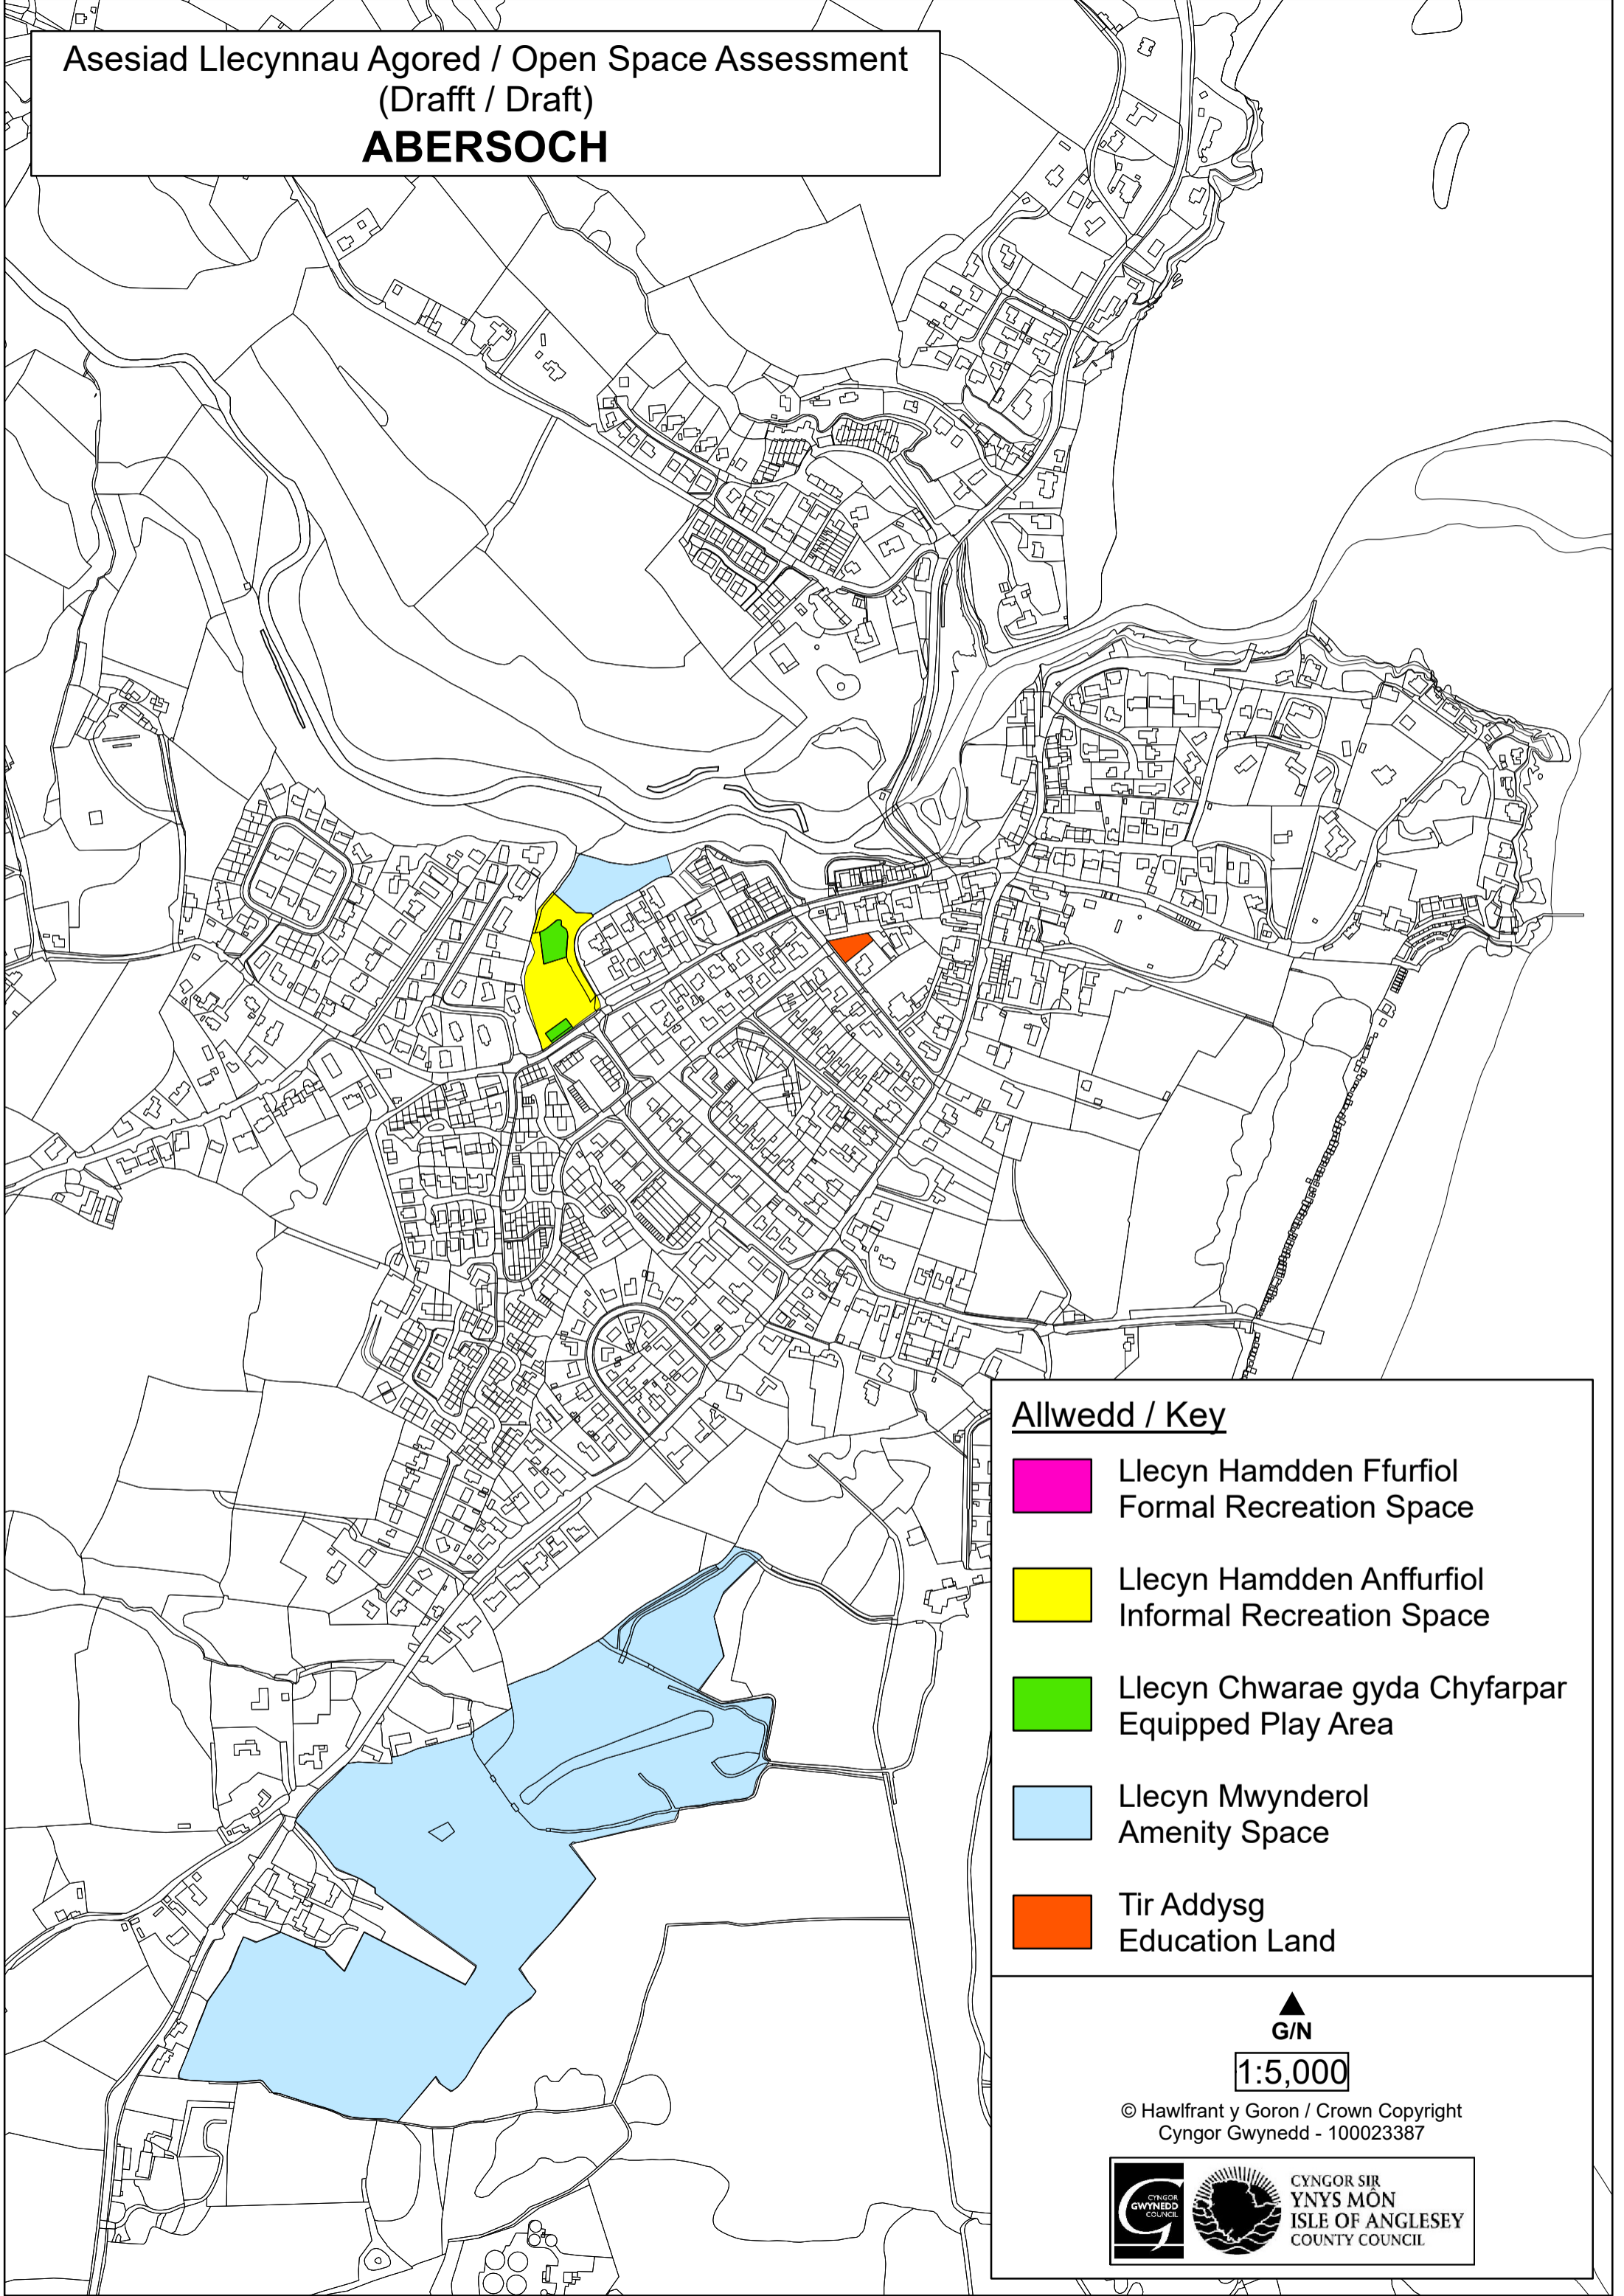 Asesiad Llecynnau Agored / Open Space Assessment
(Drafft / Draft)
ABERSOCH
Allwedd / Key
Llecyn Hamdden Ffurfiol
Formal Recreation Space
Llecyn Hamdden Anffurfiol
Informal Recreation Space
Llecyn Chwarae gyda Chyfarpar
Equipped Play Area
Llecyn Mwynderol
Amenity Space
Tir Addysg
Education Land
G/N
1:5,000
© Hawlfrant y Goron / Crown Copyright
Cyngor Gwynedd - 100023387
CYNGOR
GWYNEDD
COUNCIL
CYNGOR SIR
YNYS MÔN
ISLE OF ANGLESEY
COUNTY COUNCIL